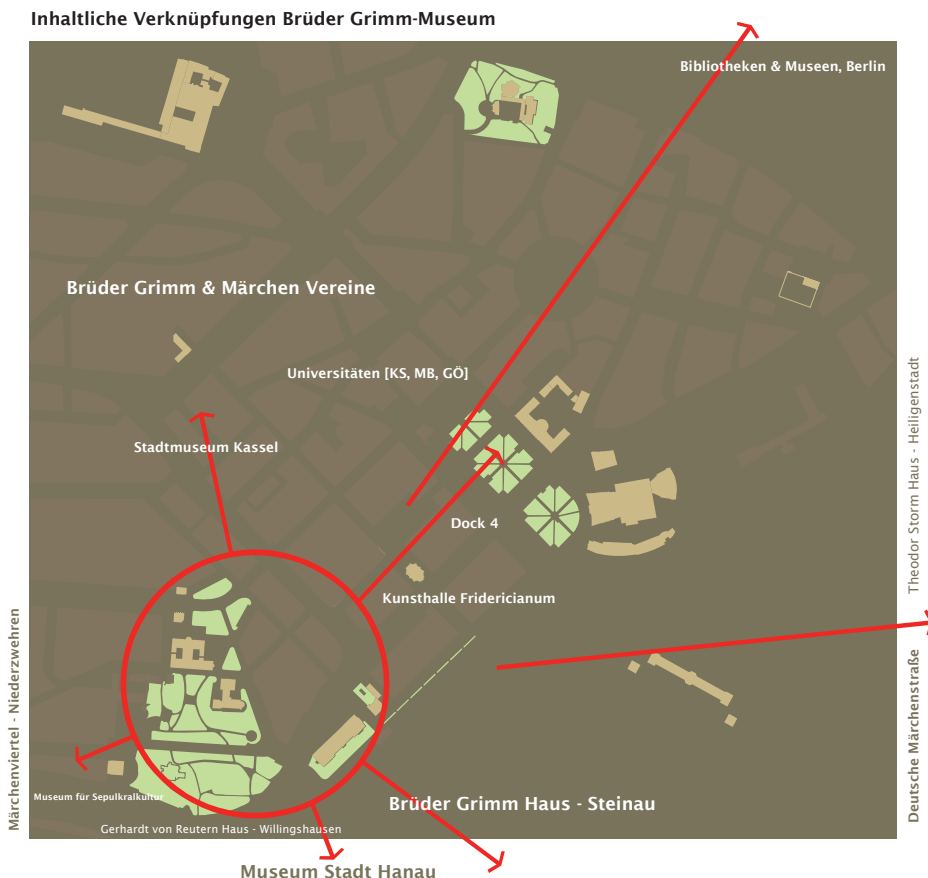 Inhaltliche Verknüpfungen Brüder Grimm-Museum
Bibliotheken & Museen, Berlin
Brüder Grimm & Märchen Vereine
Universitäten [KS, MB, GÖ]
Stadtmuseum Kassel
Dock 4
Kunsthalle Fridericianum
Theodor Storm Haus - Heiligenstadt
Deutsche Märchenstraße
Märchenviertel - Niederzwehren
Museum für Sepulkralkultur
Brüder Grimm Haus - Steinau
Gerhardt von Reutern Haus - Willingshausen
Museum Stadt Hanau